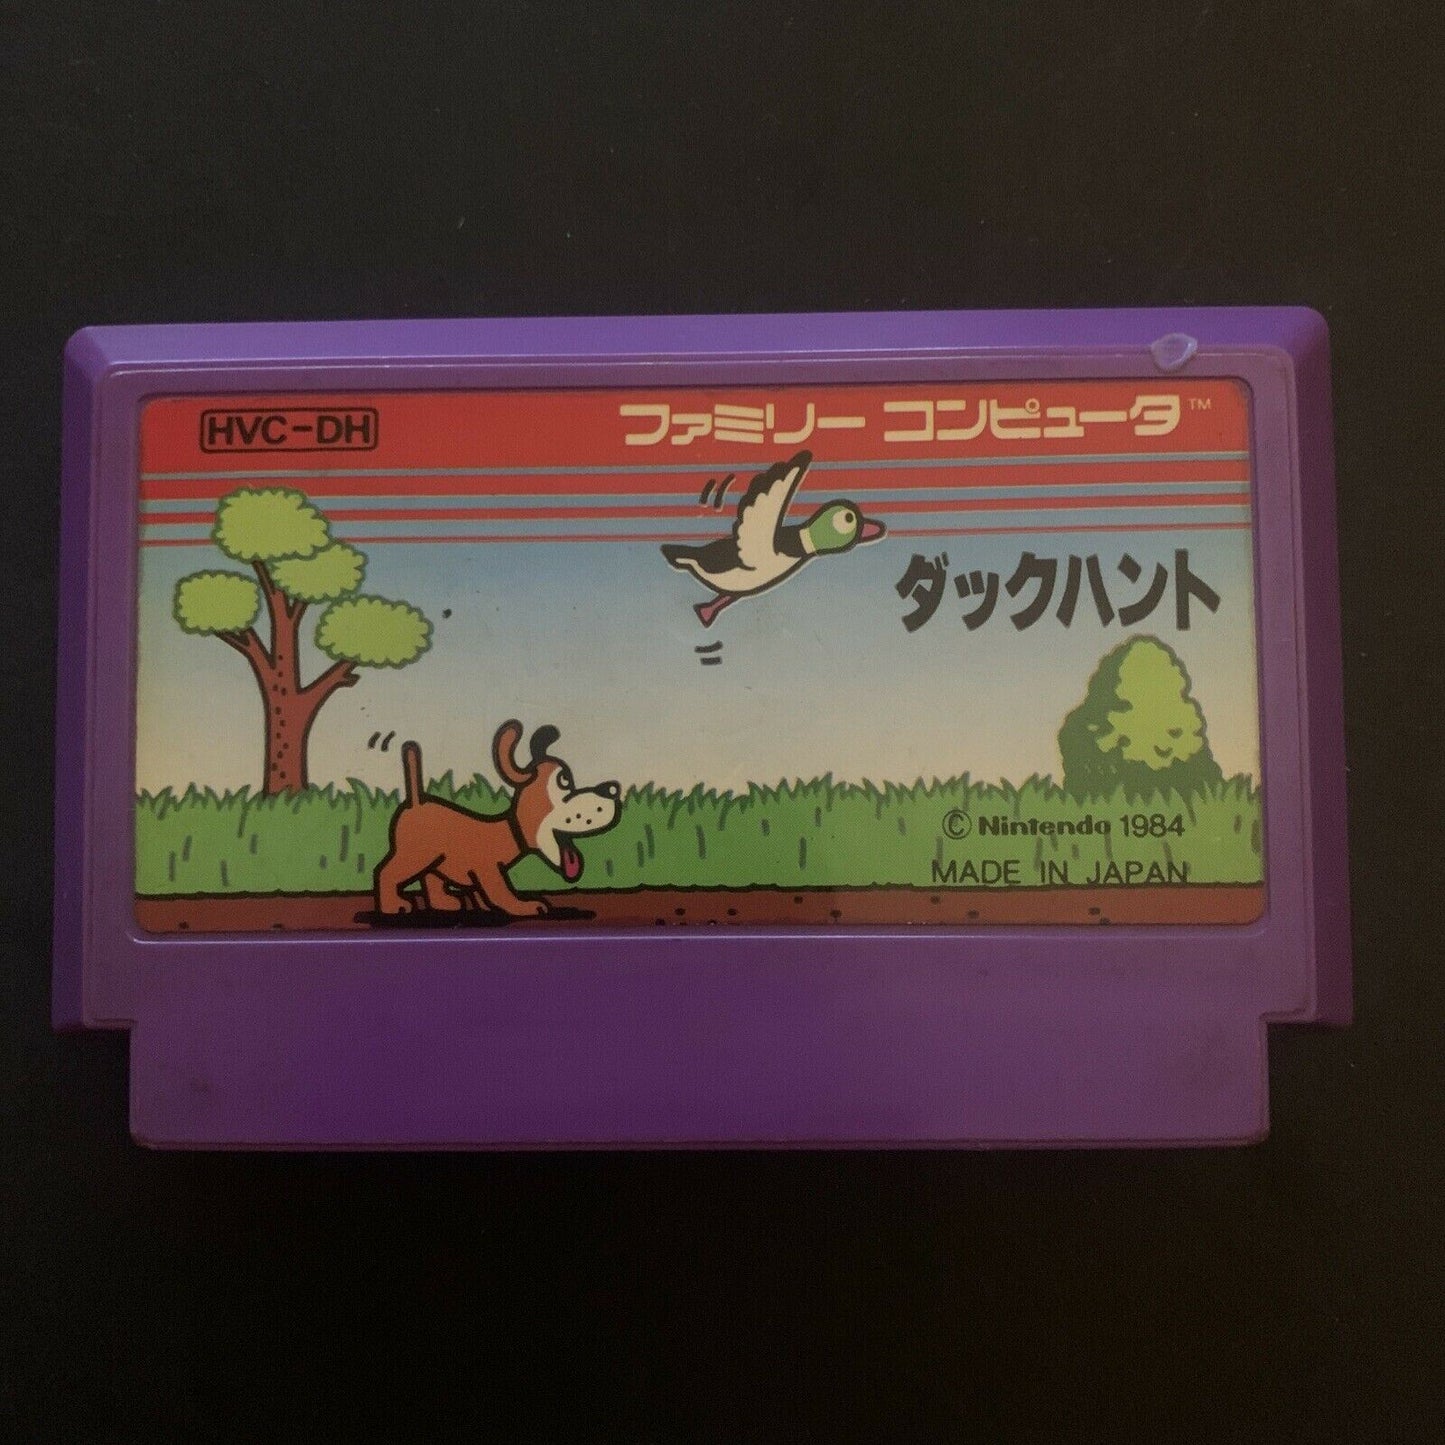 HVC-DH
ファミリー コンピュータ™
ダックハント
© Nintendo 1984
MADE IN JAPAN